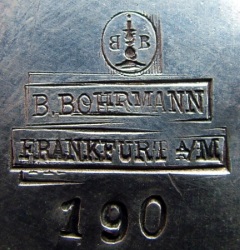 B B
B. BOHRMANN
FRANKFURT A/M
190